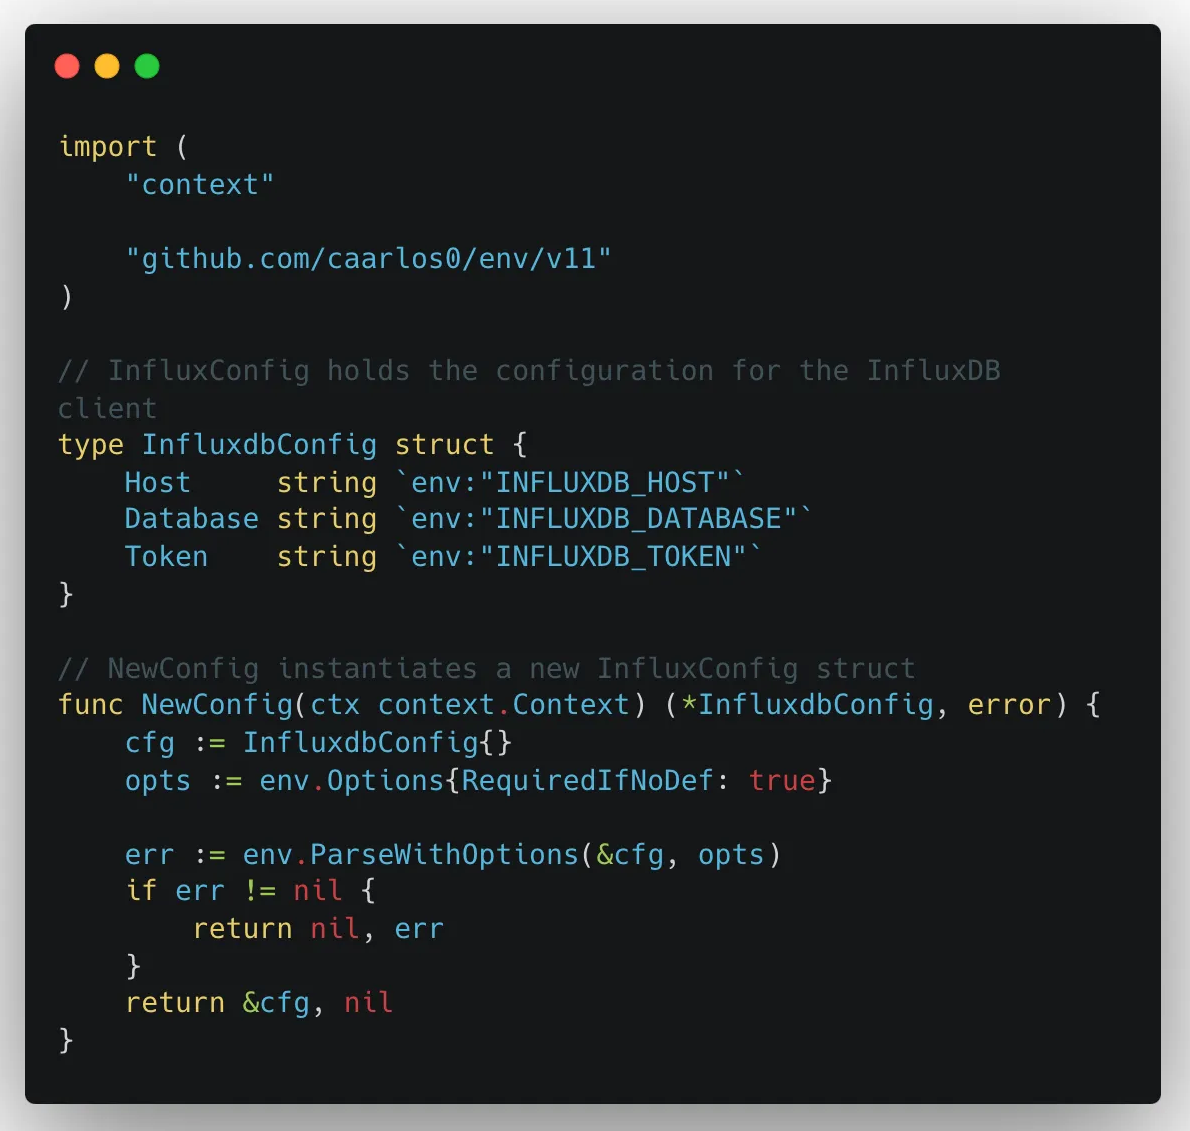 import (
    "context"

    "github.com/caarlos0/env/v11"
)

// InfluxConfig holds the configuration for the InfluxDB
client
type InfluxdbConfig struct {
    Host     string `env:"INFLUXDB_HOST"`
    Database string `env:"INFLUXDB_DATABASE"`
    Token    string `env:"INFLUXDB_TOKEN"`
}

// NewConfig instantiates a new InfluxConfig struct
func NewConfig(ctx context.Context) (*InfluxdbConfig, error) {
    cfg := InfluxdbConfig{}
    opts := env.Options{RequiredIfNoDef: true}

    err := env.ParseWithOptions(&cfg, opts)
    if err != nil {
        return nil, err
    }
    return &cfg, nil
}